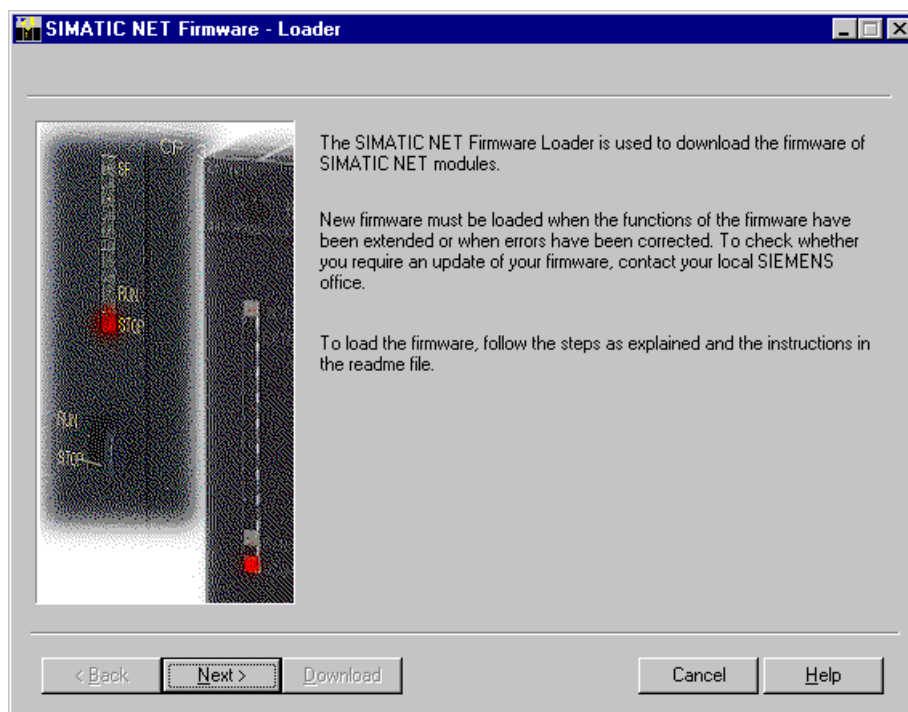 SIMATIC NET Firmware - Loader
The SIMATIC NET Firmware Loader is used to download the firmware of
SIMATIC NET modules.
New firmware must be loaded when the functions of the firmware have
been extended or when errors have been corrected. To check whether
you require an update of your firmware, contact your local SIEMENS
office.
To load the firmware, follow the steps as explained and the instructions in
the readme file.
CP 3
SF
RUN
STOP
RUN
STOP
< Back
Next >
Download
Cancel
Help